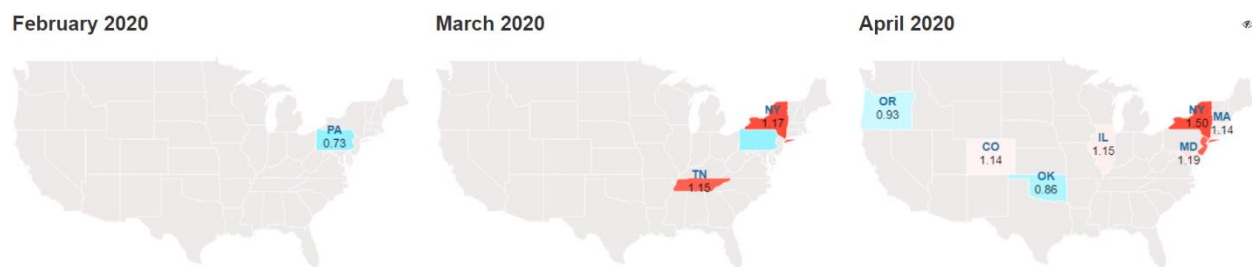 February 2020
PA
0.73
March 2020
NY
1.17
TN
1.15
April 2020
OR
0.93
CO
1.14
OK
0.86
IL
1.15
NY
1.50
MA
1.14
MD
1.19